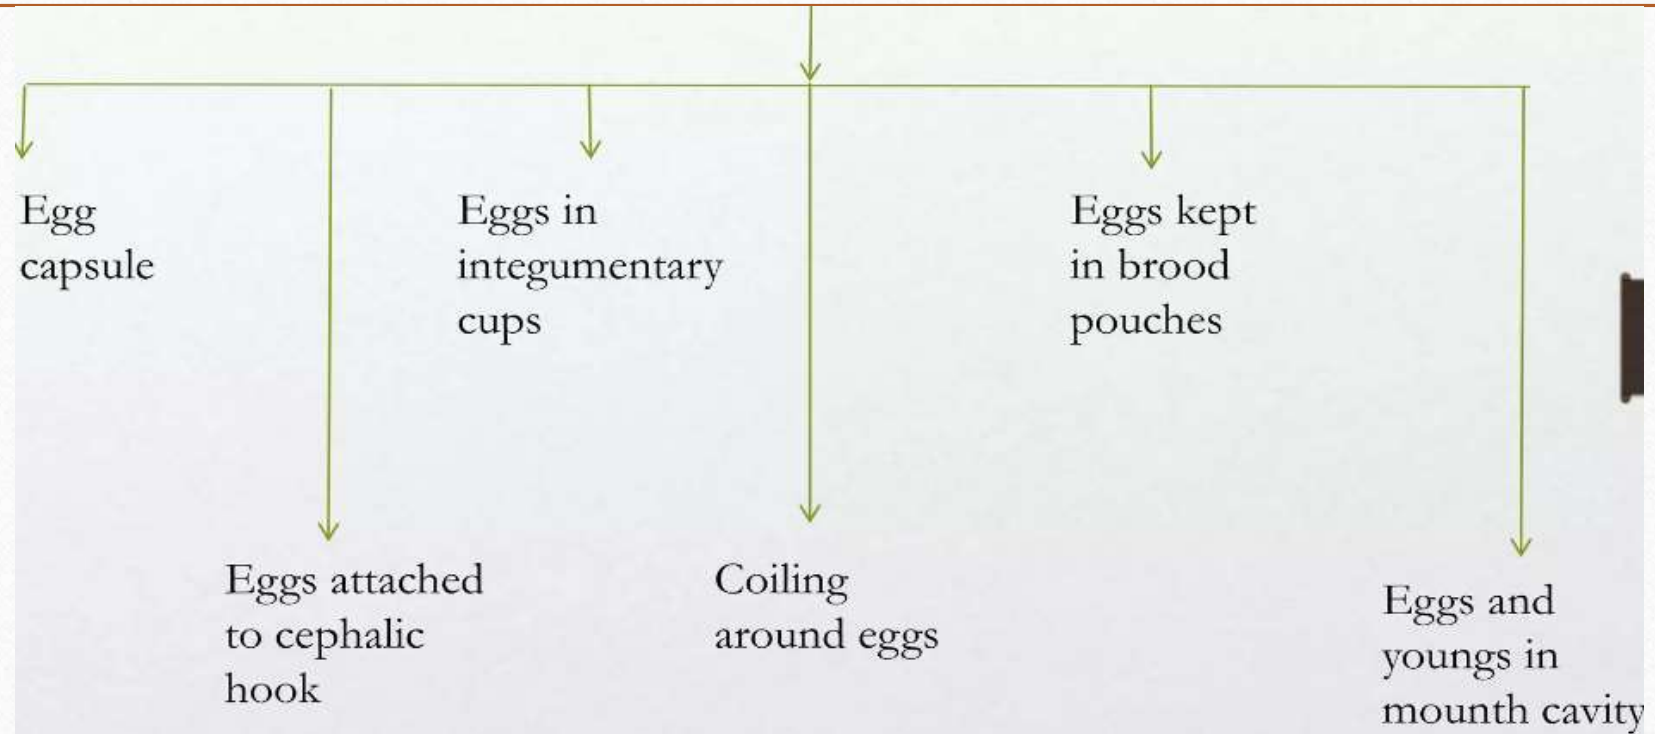 Egg
capsule
Eggs in
integumentary
cups
Eggs kept
in brood
pouches
Eggs attached
to cephalic
hook
Coiling
around eggs
Eggs and
youngs in
mounth cavity